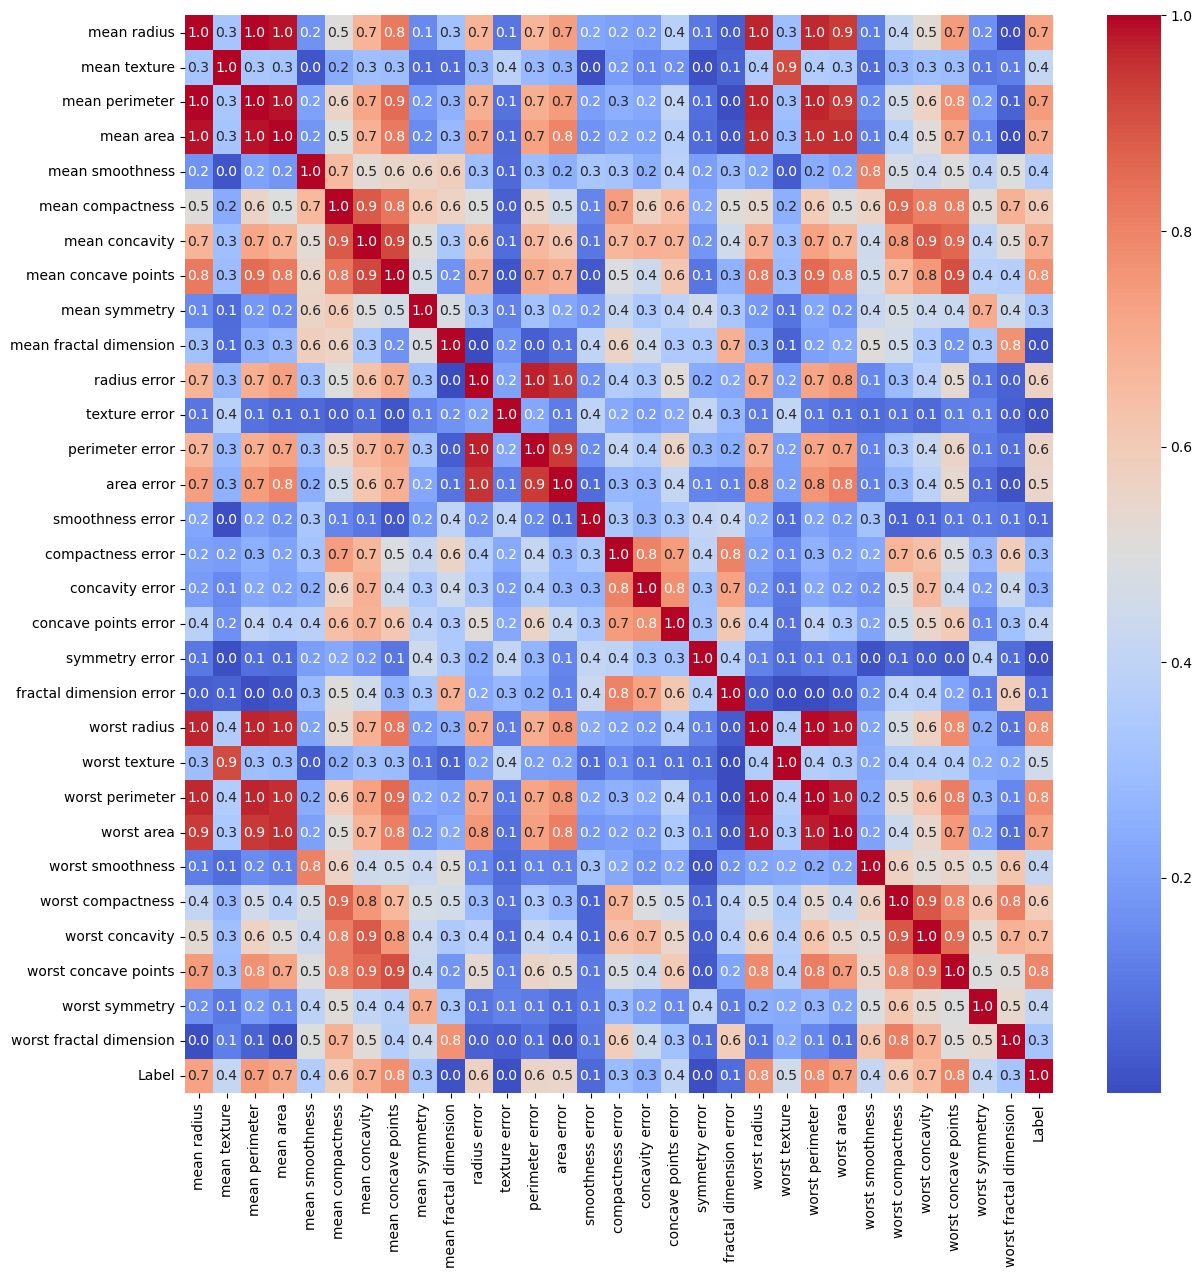 mean radius 1.0 0.3 1.0 1.0 0.2 0.5 0.7 0.8 0.1 0.3 0.7 0.1 0.7 0.7 0.2 0.2 0.2 0.4 0.1 0.0 1.0 0.3 1.0 0.9 0.1 0.4 0.5 0.7 0.2 0.0 0.7
mean texture 0.3 1.0 0.3 0.3 0.0 0.2 0.3 0.3 0.1 0.1 0.3 0.4 0.3 0.3 0.0 0.2 0.1 0.2 0.0 0.1 0.4 0.9 0.4 0.3 0.1 0.3 0.3 0.3 0.1 0.1 0.4
mean perimeter 1.0 0.3 1.0 1.0 0.2 0.6 0.7 0.9 0.2 0.3 0.7 0.1 0.7 0.7 0.2 0.3 0.2 0.4 0.1 0.0 1.0 0.3 1.0 0.9 0.2 0.5 0.6 0.8 0.2 0.1 0.7
mean area 1.0 0.3 1.0 1.0 0.2 0.5 0.7 0.8 0.2 0.3 0.7 0.1 0.7 0.8 0.2 0.2 0.2 0.4 0.1 0.0 1.0 0.3 1.0 1.0 0.1 0.4 0.5 0.7 0.1 0.0 0.7
mean smoothness 0.2 0.0 0.2 0.2 1.0 0.7 0.5 0.6 0.6 0.6 0.3 0.1 0.3 0.2 0.3 0.3 0.2 0.4 0.2 0.3 0.2 0.0 0.2 0.2 0.8 0.5 0.4 0.5 0.4 0.5 0.4
mean compactness 0.5 0.2 0.6 0.5 0.7 1.0 0.9 0.8 0.6 0.6 0.5 0.0 0.5 0.5 0.1 0.7 0.6 0.6 0.2 0.5 0.5 0.2 0.6 0.5 0.6 0.9 0.8 0.8 0.5 0.7 0.6
mean concavity 0.7 0.3 0.7 0.7 0.5 0.9 1.0 0.9 0.5 0.3 0.6 0.1 0.7 0.6 0.1 0.7 0.7 0.7 0.2 0.4 0.7 0.3 0.7 0.7 0.4 0.8 0.9 0.9 0.4 0.5 0.7
mean concave points 0.8 0.3 0.9 0.8 0.6 0.8 0.9 1.0 0.5 0.2 0.7 0.0 0.7 0.7 0.0 0.5 0.4 0.6 0.1 0.3 0.8 0.3 0.9 0.8 0.5 0.7 0.8 0.9 0.4 0.4 0.8
mean symmetry 0.1 0.1 0.2 0.2 0.6 0.6 0.5 0.5 1.0 0.5 0.3 0.1 0.3 0.2 0.2 0.4 0.3 0.4 0.4 0.3 0.2 0.1 0.2 0.2 0.4 0.5 0.4 0.4 0.7 0.4 0.3
mean fractal dimension 0.3 0.1 0.3 0.3 0.6 0.6 0.3 0.2 0.5 1.0 0.0 0.2 0.0 0.1 0.4 0.6 0.4 0.3 0.3 0.7 0.3 0.1 0.2 0.2 0.5 0.5 0.3 0.2 0.3 0.8 0.0
radius error 0.7 0.3 0.7 0.7 0.3 0.5 0.6 0.7 0.3 0.0 1.0 0.2 1.0 1.0 0.2 0.4 0.3 0.5 0.2 0.2 0.7 0.2 0.7 0.8 0.1 0.3 0.4 0.5 0.1 0.0 0.6
texture error 0.1 0.4 0.1 0.1 0.1 0.0 0.1 0.0 0.1 0.2 0.2 1.0 0.2 0.1 0.4 0.2 0.2 0.2 0.4 0.3 0.1 0.4 0.1 0.1 0.1 0.1 0.1 0.1 0.1 0.0 0.0
perimeter error 0.7 0.3 0.7 0.7 0.3 0.5 0.7 0.7 0.3 0.0 1.0 0.2 1.0 0.9 0.2 0.4 0.4 0.6 0.3 0.2 0.7 0.2 0.7 0.7 0.1 0.3 0.4 0.6 0.1 0.1 0.6
area error 0.7 0.3 0.7 0.8 0.2 0.5 0.6 0.7 0.2 0.1 1.0 0.1 0.9 1.0 0.1 0.3 0.3 0.4 0.1 0.1 0.8 0.2 0.8 0.8 0.1 0.3 0.4 0.5 0.1 0.0 0.5
smoothness error 0.2 0.0 0.2 0.2 0.3 0.1 0.1 0.0 0.2 0.4 0.2 0.4 0.2 0.1 1.0 0.3 0.3 0.3 0.4 0.4 0.2 0.1 0.2 0.2 0.3 0.1 0.1 0.1 0.1 0.1 0.1
compactness error 0.2 0.2 0.3 0.2 0.3 0.7 0.7 0.5 0.4 0.6 0.4 0.2 0.4 0.3 0.3 1.0 0.8 0.7 0.4 0.8 0.2 0.1 0.3 0.2 0.2 0.7 0.6 0.5 0.3 0.6 0.3
concavity error 0.2 0.1 0.2 0.2 0.2 0.6 0.7 0.4 0.3 0.4 0.3 0.2 0.4 0.3 0.3 0.8 1.0 0.8 0.3 0.7 0.2 0.1 0.2 0.2 0.2 0.5 0.7 0.4 0.2 0.4 0.3
concave points error 0.4 0.2 0.4 0.4 0.4 0.6 0.7 0.6 0.4 0.3 0.5 0.2 0.6 0.4 0.3 0.7 0.8 1.0 0.3 0.6 0.4 0.1 0.4 0.3 0.2 0.5 0.5 0.6 0.1 0.3 0.4
symmetry error 0.1 0.0 0.1 0.1 0.2 0.2 0.2 0.1 0.4 0.3 0.2 0.4 0.3 0.1 0.4 0.4 0.3 0.3 1.0 0.4 0.1 0.1 0.1 0.1 0.0 0.1 0.0 0.0 0.4 0.1 0.0
fractal dimension error 0.0 0.1 0.0 0.0 0.3 0.5 0.4 0.3 0.3 0.7 0.2 0.3 0.2 0.1 0.4 0.8 0.7 0.6 0.4 1.0 0.0 0.0 0.0 0.0 0.2 0.4 0.4 0.2 0.1 0.6 0.1
worst radius 1.0 0.4 1.0 1.0 0.2 0.5 0.7 0.8 0.2 0.3 0.7 0.1 0.7 0.8 0.2 0.2 0.2 0.4 0.1 0.0 1.0 0.4 1.0 1.0 0.2 0.5 0.6 0.8 0.2 0.1 0.8
worst texture 0.3 0.9 0.3 0.3 0.0 0.2 0.3 0.3 0.1 0.1 0.2 0.4 0.2 0.2 0.1 0.1 0.1 0.1 0.1 0.0 0.4 1.0 0.4 0.3 0.2 0.4 0.4 0.4 0.2 0.2 0.5
worst perimeter 1.0 0.4 1.0 1.0 0.2 0.6 0.7 0.9 0.2 0.2 0.7 0.1 0.7 0.8 0.2 0.3 0.2 0.4 0.1 0.0 1.0 0.4 1.0 1.0 0.2 0.5 0.6 0.8 0.3 0.1 0.8
worst area 0.9 0.3 0.9 1.0 0.2 0.5 0.7 0.8 0.2 0.2 0.8 0.1 0.7 0.8 0.2 0.2 0.2 0.3 0.1 0.0 1.0 0.3 1.0 1.0 0.2 0.4 0.5 0.7 0.2 0.1 0.7
worst smoothness 0.1 0.1 0.2 0.1 0.8 0.6 0.4 0.5 0.4 0.5 0.1 0.1 0.1 0.1 0.3 0.2 0.2 0.2 0.0 0.2 0.2 0.2 0.2 0.2 1.0 0.6 0.5 0.5 0.5 0.6 0.4
worst compactness 0.4 0.3 0.5 0.4 0.5 0.9 0.8 0.7 0.5 0.5 0.3 0.1 0.3 0.3 0.1 0.7 0.5 0.5 0.1 0.4 0.5 0.4 0.5 0.4 0.6 1.0 0.9 0.8 0.6 0.8 0.6
worst concavity 0.5 0.3 0.6 0.5 0.4 0.8 0.9 0.8 0.4 0.3 0.4 0.1 0.4 0.4 0.1 0.6 0.7 0.5 0.0 0.4 0.6 0.4 0.6 0.5 0.5 0.9 1.0 0.9 0.5 0.7 0.7
worst concave points 0.7 0.3 0.8 0.7 0.5 0.8 0.9 0.9 0.4 0.2 0.5 0.1 0.6 0.5 0.1 0.5 0.4 0.6 0.0 0.2 0.8 0.4 0.8 0.7 0.5 0.8 0.9 1.0 0.5 0.5 0.8
worst symmetry 0.2 0.1 0.2 0.1 0.4 0.5 0.4 0.4 0.7 0.3 0.1 0.1 0.1 0.1 0.1 0.3 0.2 0.1 0.4 0.1 0.2 0.2 0.3 0.2 0.5 0.6 0.5 0.5 1.0 0.5 0.4
worst fractal dimension 0.0 0.1 0.1 0.0 0.5 0.7 0.5 0.4 0.4 0.8 0.0 0.0 0.1 0.0 0.1 0.6 0.4 0.3 0.1 0.6 0.1 0.2 0.1 0.1 0.6 0.8 0.7 0.5 0.5 1.0 0.3
Label 0.7 0.4 0.7 0.7 0.4 0.6 0.7 0.8 0.3 0.0 0.6 0.0 0.6 0.5 0.1 0.3 0.3 0.4 0.0 0.1 0.8 0.5 0.8 0.7 0.4 0.6 0.7 0.8 0.4 0.3 1.0
mean radius
mean texture
mean perimeter
mean area
mean smoothness
mean compactness
mean concavity
mean concave points
mean symmetry
mean fractal dimension
radius error
texture error
perimeter error
area error
smoothness error
compactness error
concavity error
concave points error
symmetry error
fractal dimension error
worst radius
worst texture
worst perimeter
worst area
worst smoothness
worst compactness
worst concavity
worst concave points
worst symmetry
worst fractal dimension
Label
1.0
0.8
0.6
0.4
0.2